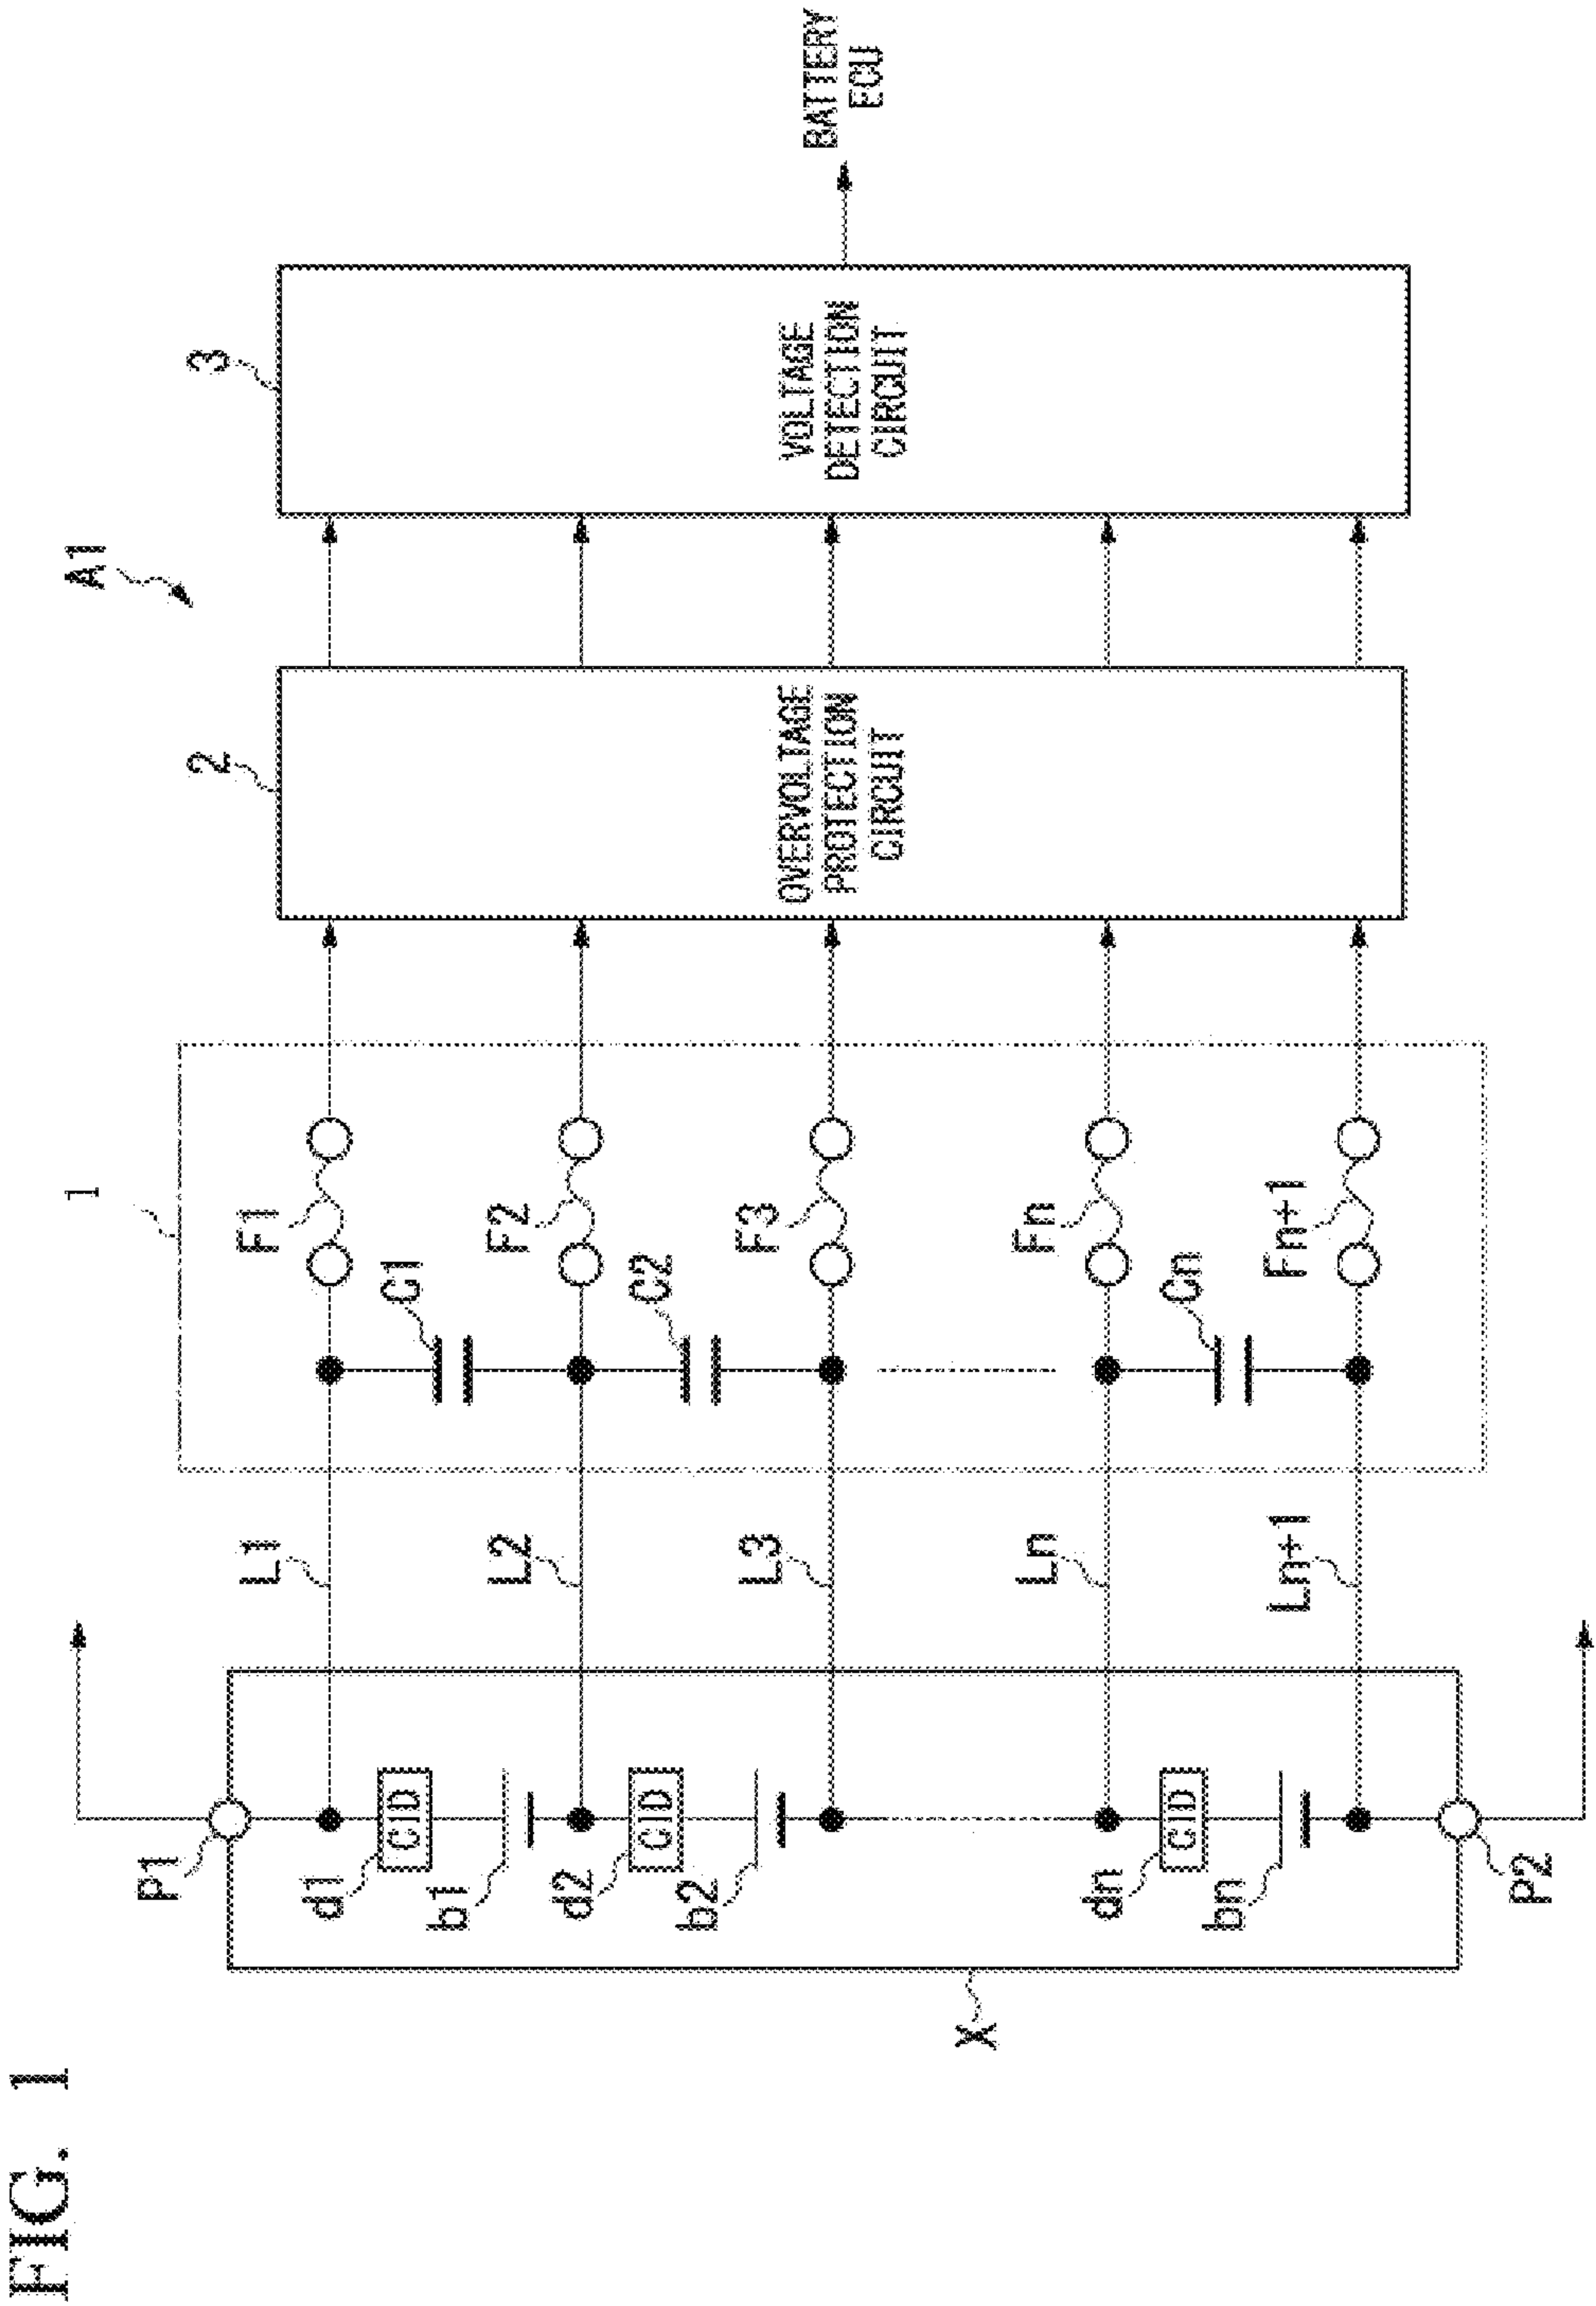 FIG. 1
A1
1
2
3
P1
L1
F1
d1
CID
C1
b1
L2
F2
d2
CID
C2
b2
L3
F3
OVERVOLTAGE
PROTECTION
CIRCUIT
VOLTAGE
DETECTION
CIRCUIT
BATTERY
ECU
X
Ln
Fn
dn
CID
Cn
bn
Ln+1
Fn+1
P2